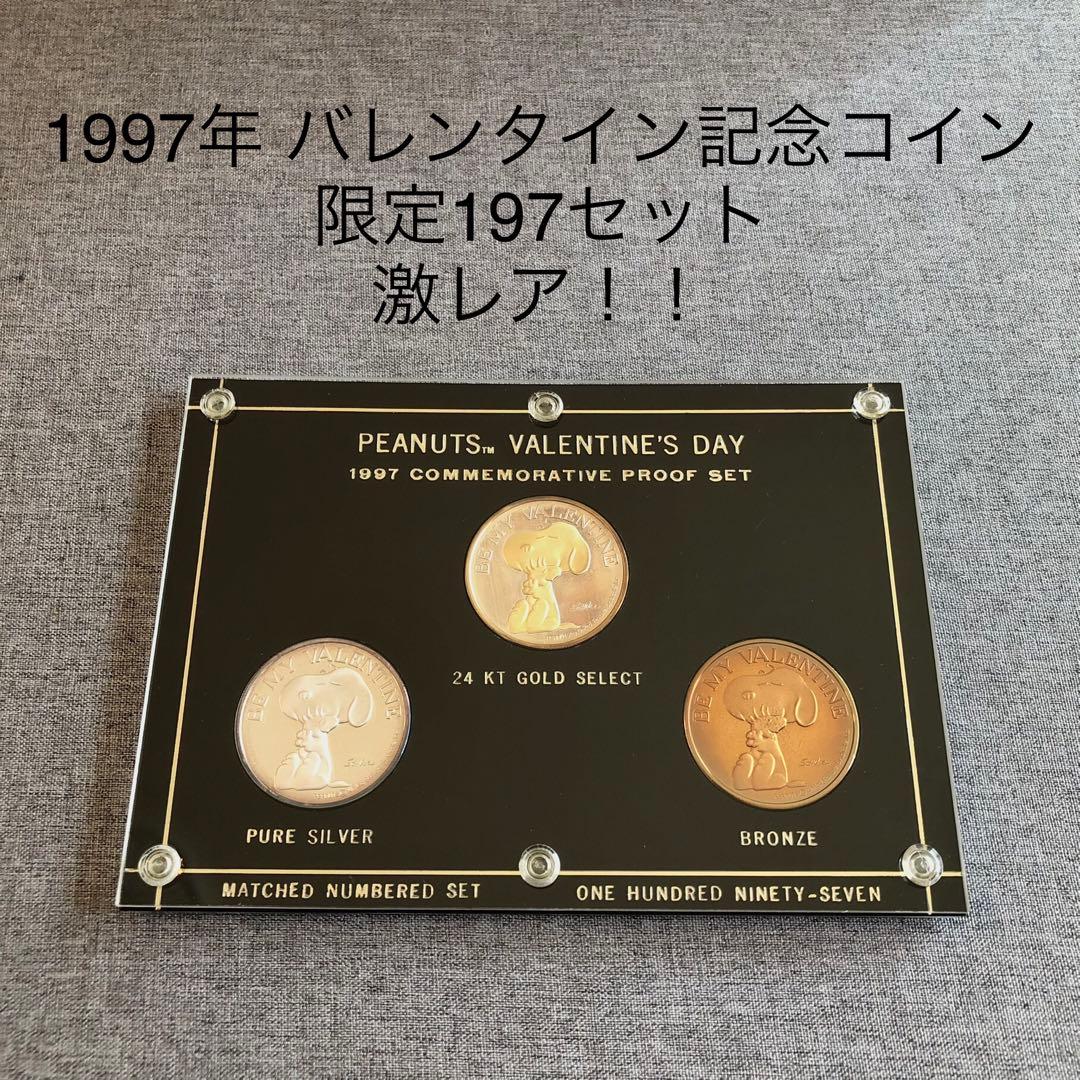 1997年 バレンタイン記念コイン
限定197セット
激レア！！
PEANUTS™ VALENTINE'S DAY
1997 COMMEMORATIVE PROOF SET
BE MY VALENTINE
24 KT GOLD SELECT
BE MY VALENTINE
BE MY VALENTINE
PURE SILVER
BRONZE
MATCHED NUMBERED SET
ONE HUNDRED NINETY-SEVEN